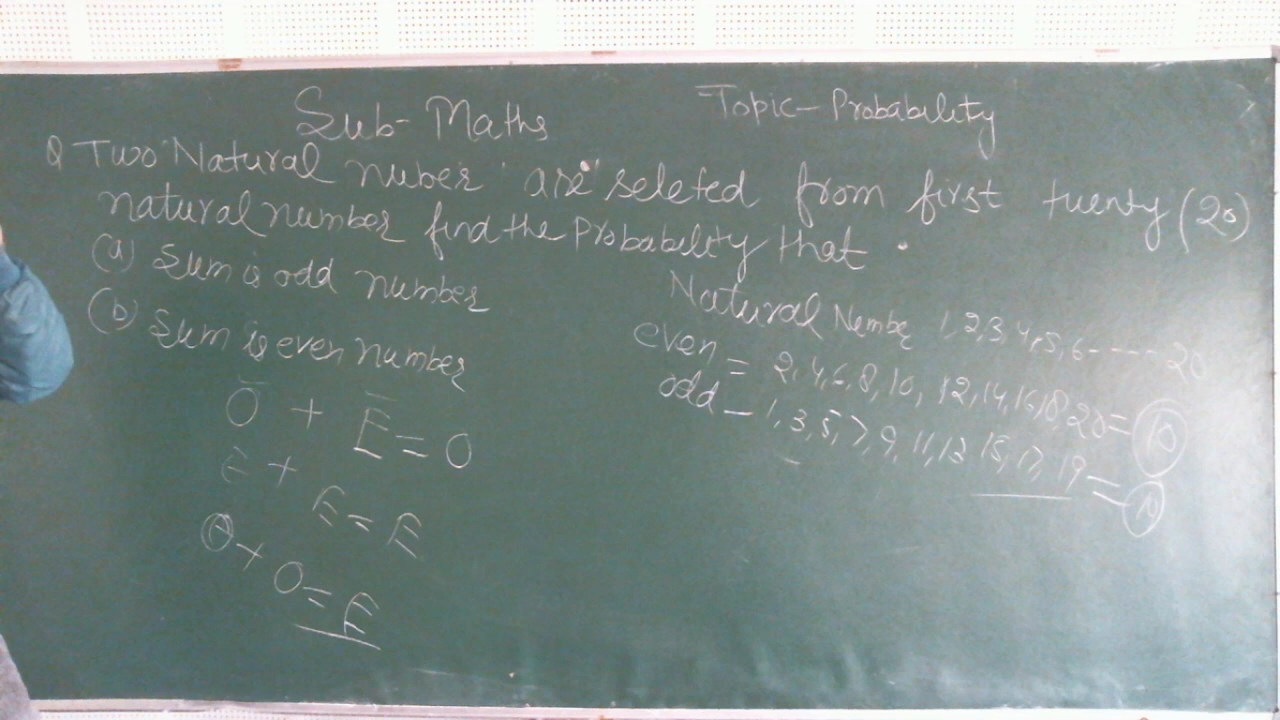 Sub- Maths
Topic- Probability
Q Two Natural nuber are seleted from first twenty (20)
natural number find the Probability that
(a) Sum is odd number
(b) Sum is even number
O + E = O
E + E = E
O + O = E
Natural Numbe 1,2,3,4,5,6----- 20
even = 2,4,6,8,10, 12,14,16,18,20= 10
odd - 1,3,5,7,9,11,13 15,17,19 = 10